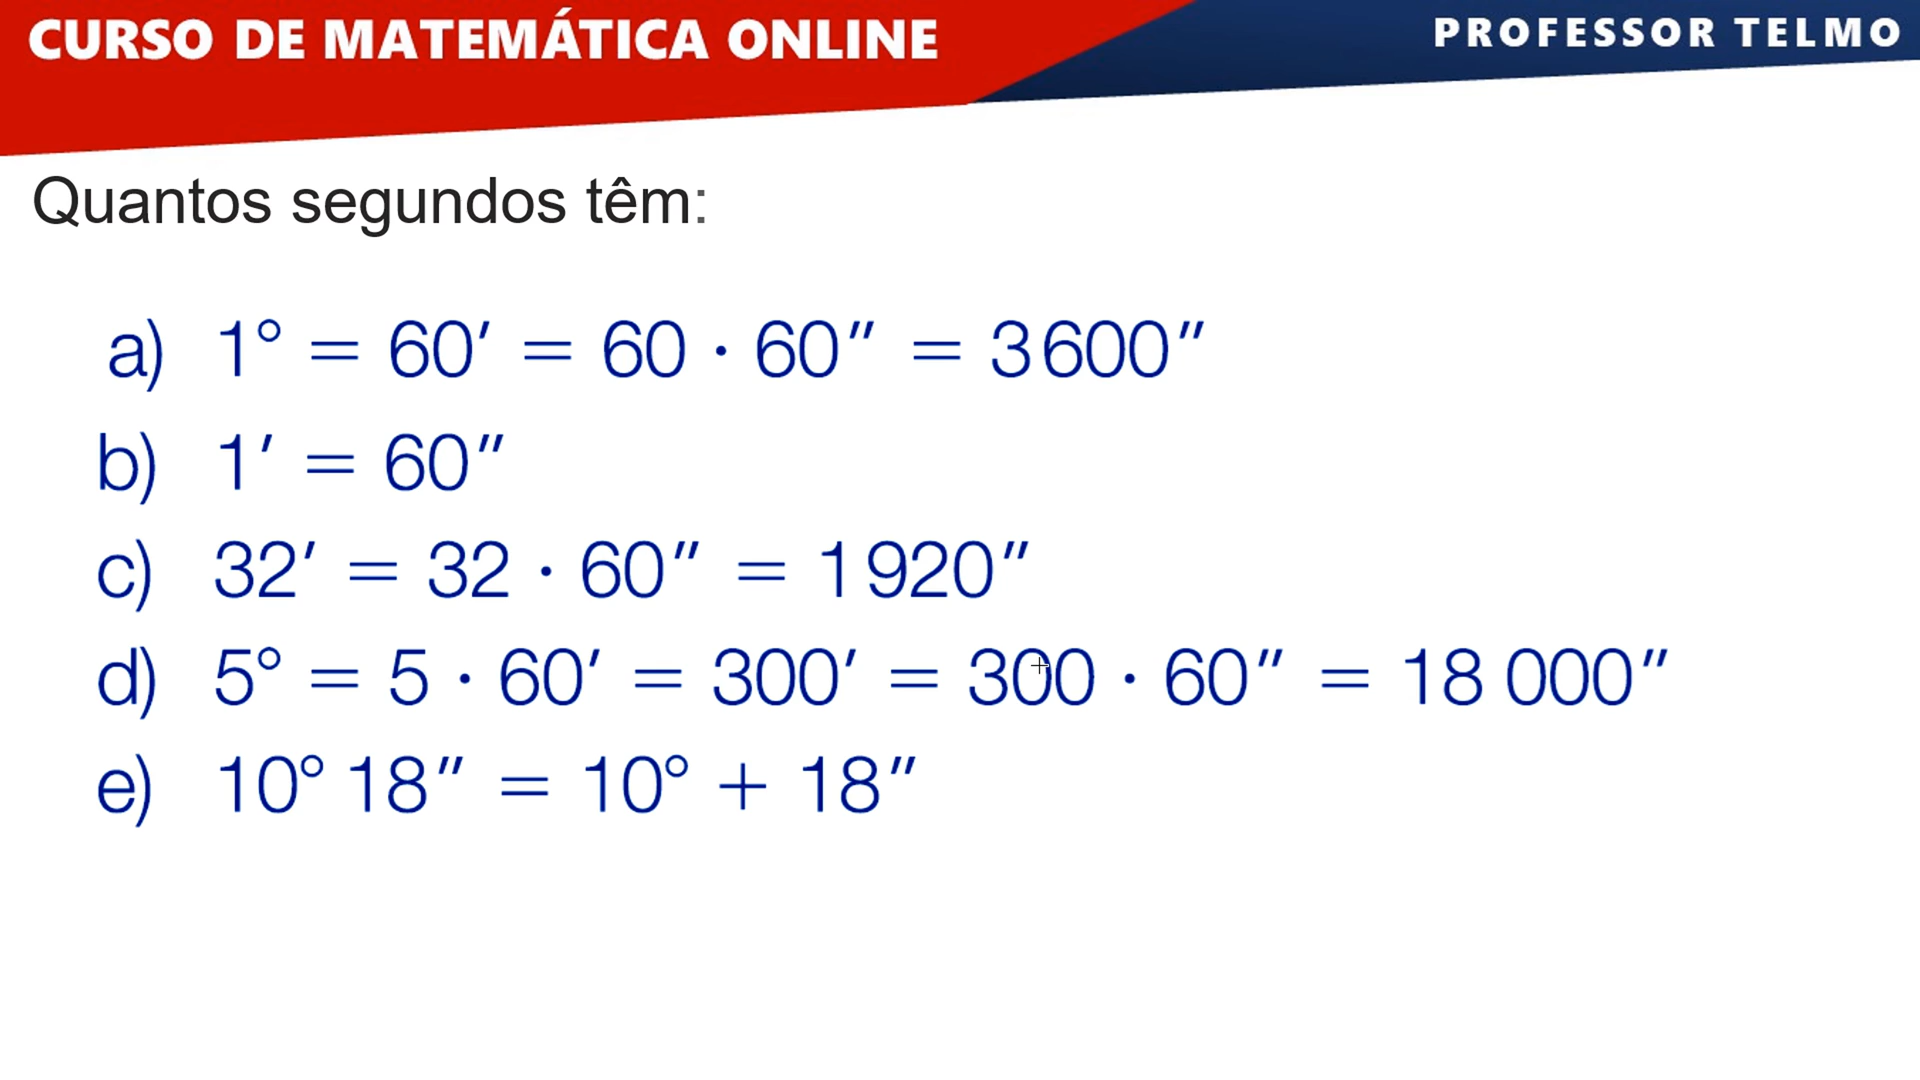 CURSO DE MATEMÁTICA ONLINE
PROFESSOR TELMO
Quantos segundos têm:
a) 1° = 60′ = 60 · 60″ = 3 600″
b) 1′ = 60″
c) 32′ = 32 · 60″ = 1 920″
d) 5° = 5 · 60′ = 300′ = 300 · 60″ = 18 000″
e) 10° 18″ = 10° + 18″